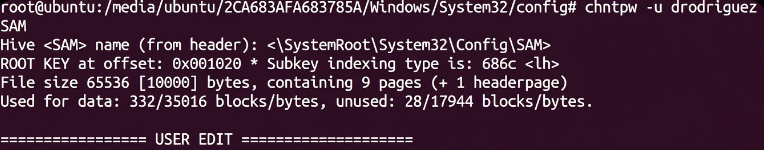 root@ubuntu:/media/ubuntu/2CA683AFA683785A/Windows/System32/config# chntpw -u drodriguez
SAM
Hive <SAM> name (from header): <\SystemRoot\System32\Config\SAM>
ROOT KEY at offset: 0x001020 * Subkey indexing type is: 686c <lh>
File size 65536 [10000] bytes, containing 9 pages (+ 1 headerpage)
Used for data: 332/35016 blocks/bytes, unused: 28/17944 blocks/bytes.
================= USER EDIT ====================